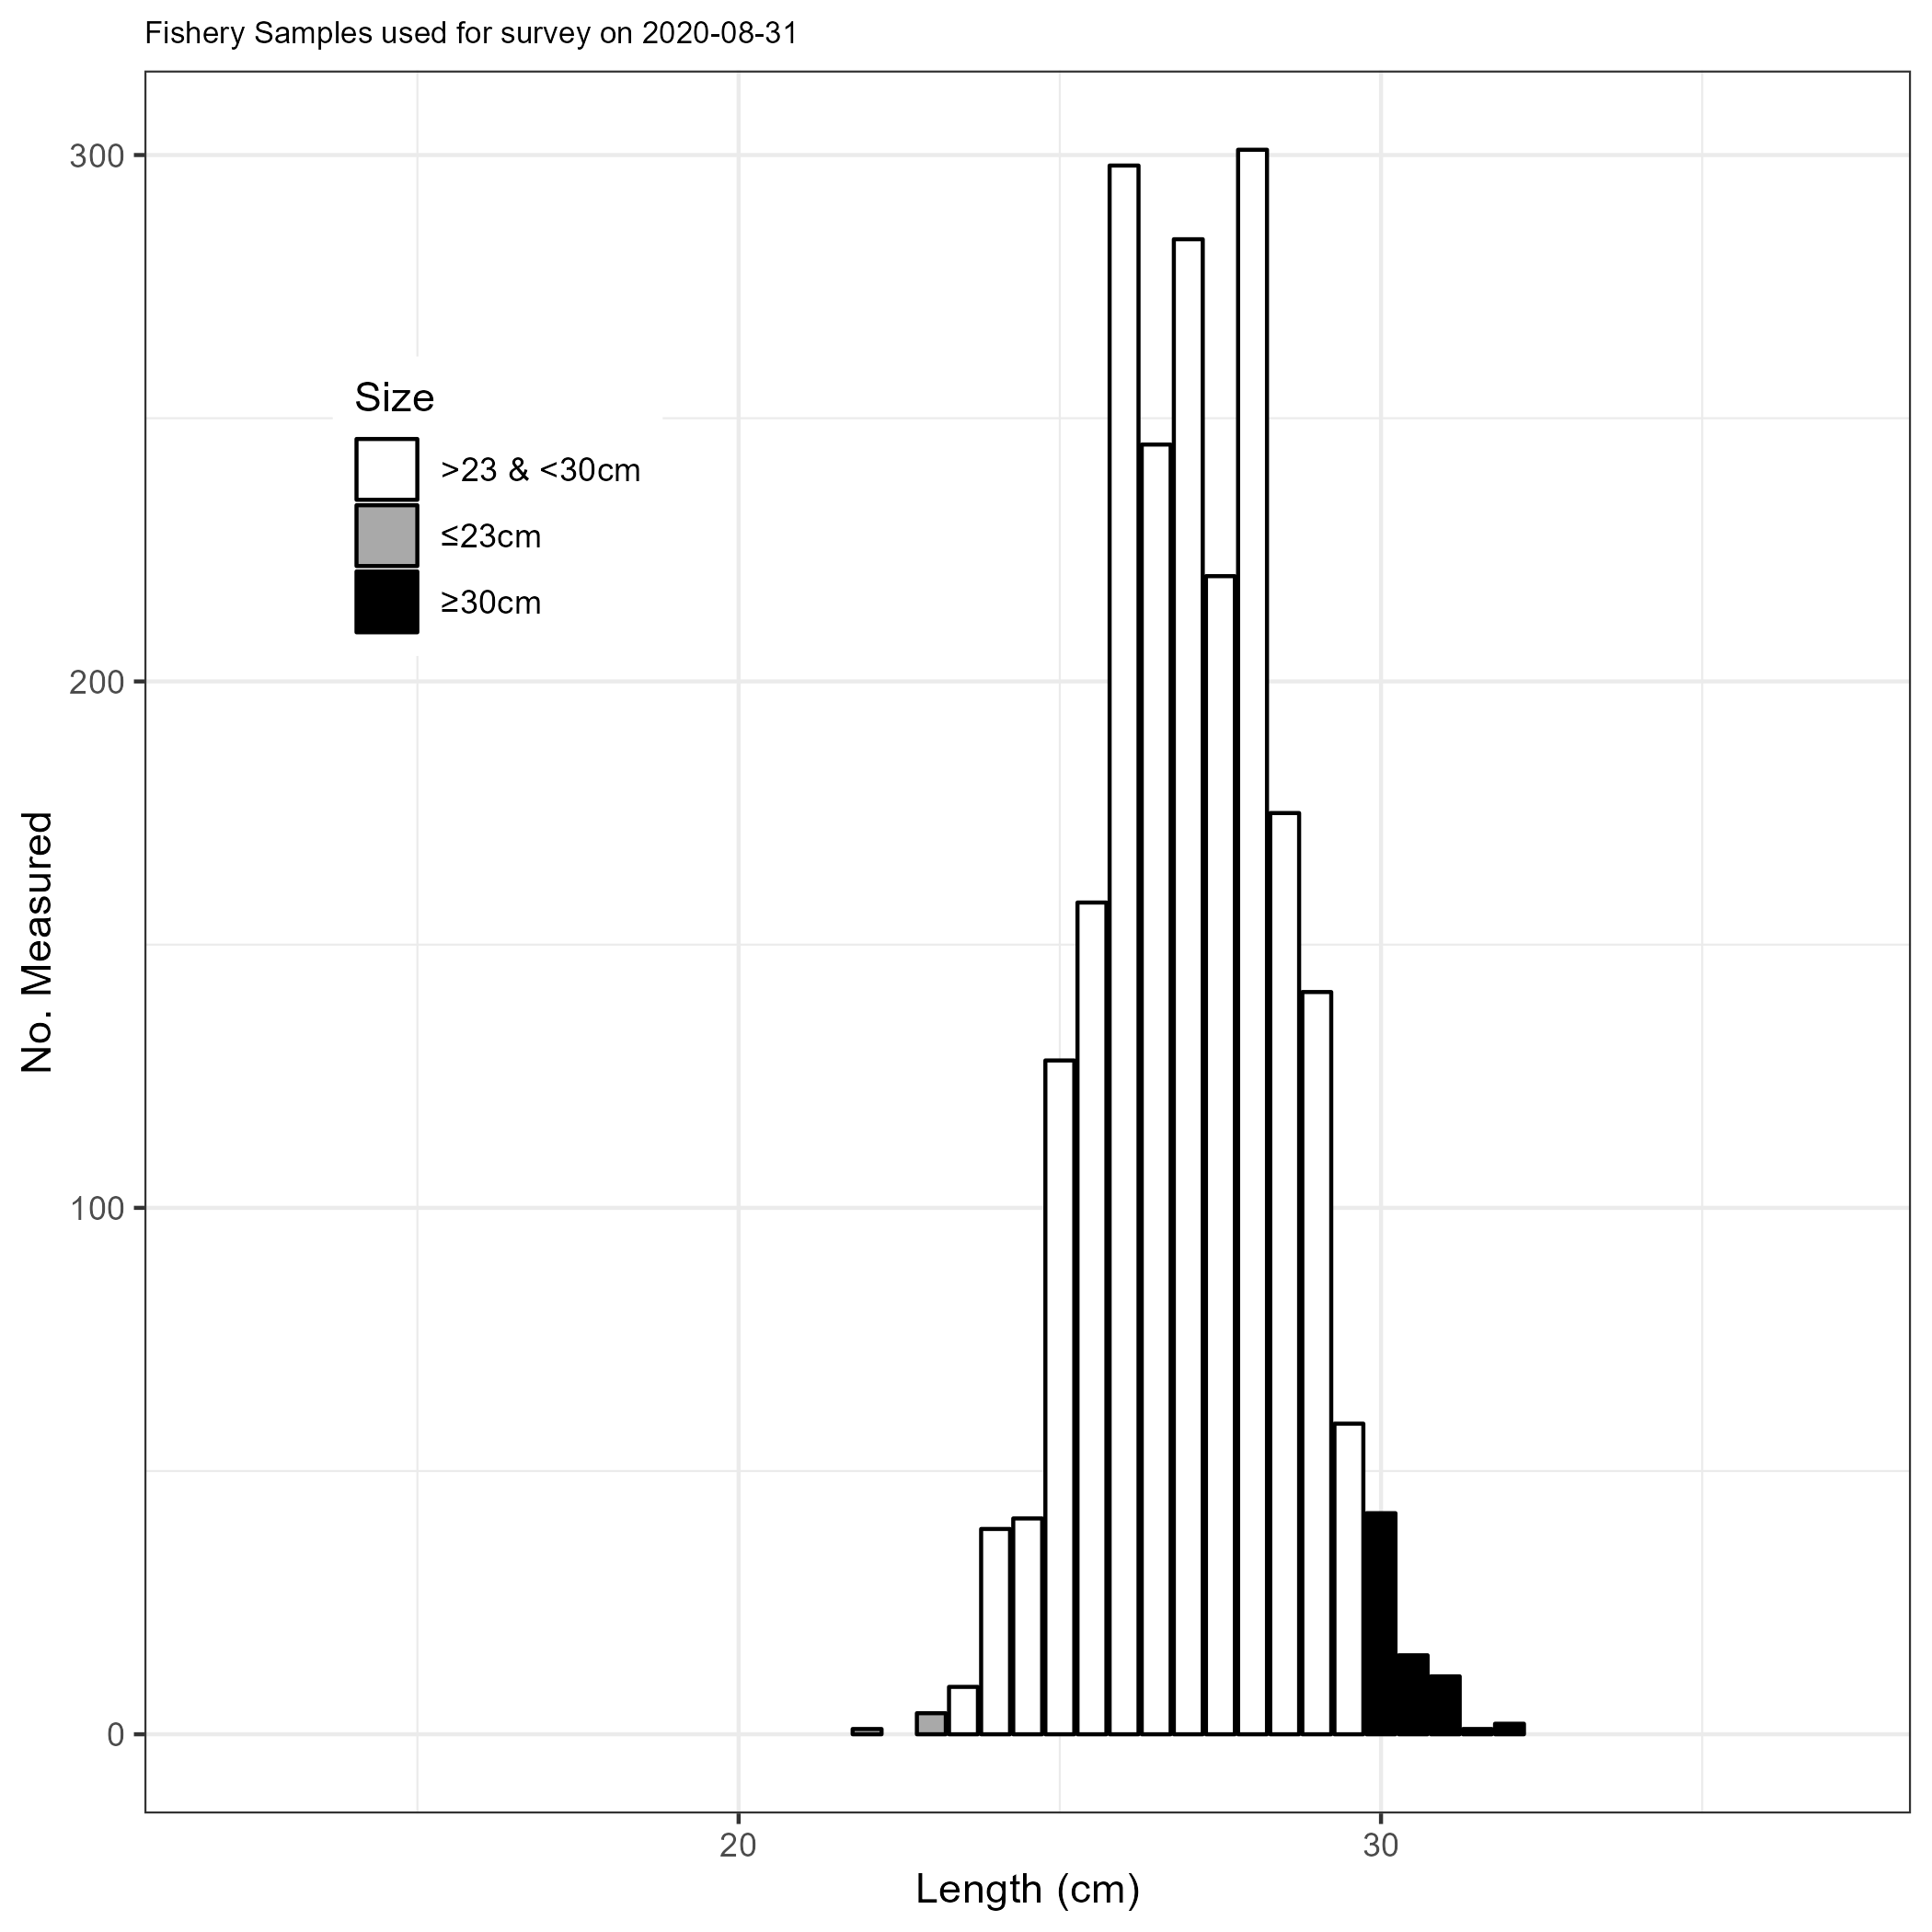 Fishery Samples used for survey on 2020-08-31
300
200
100
0
No. Measured
Size
>23 & <30cm
≤23cm
≥30cm
20
30
Length (cm)